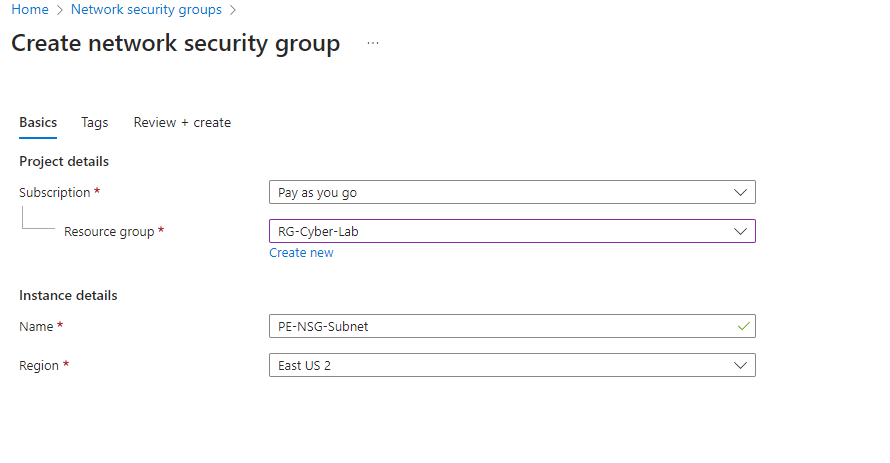 Home > Network security groups >
Create network security group ...
Basics Tags Review + create
Project details
Subscription * Pay as you go
Resource group * RG-Cyber-Lab
Create new
Instance details
Name * PE-NSG-Subnet
Region * East US 2